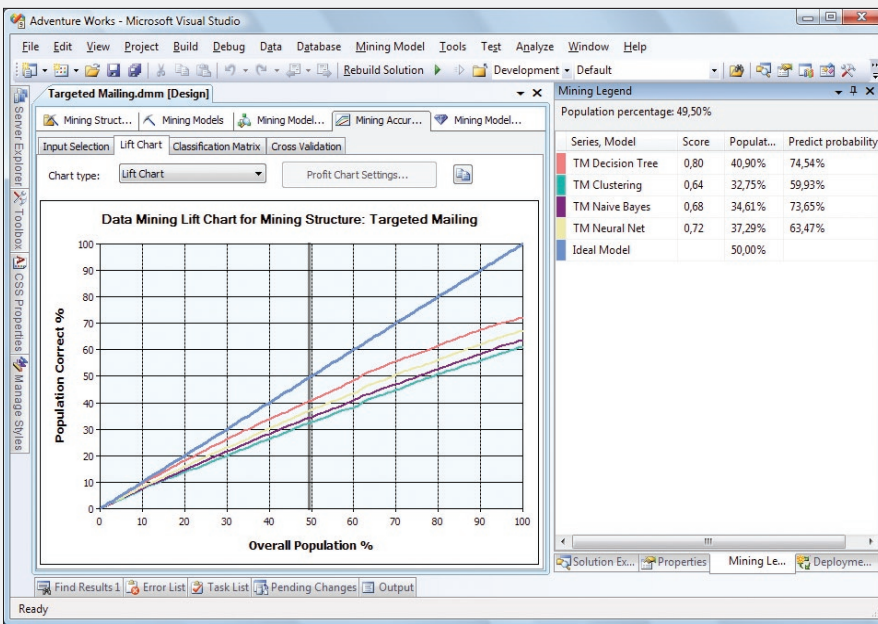 Adventure Works - Microsoft Visual Studio
File Edit View Project Build Debug Data Database Mining Model Tools Test Analyze Window Help
Rebuild Solution Development Default
Server Explorer
Toolbox
CSS Properties
Manage Styles
Targeted Mailing.dmm [Design]
Mining Struct... Mining Models Mining Model... Mining Accur... Mining Model...
Input Selection Lift Chart Classification Matrix Cross Validation
Chart type: Lift Chart Profit Chart Settings...
Data Mining Lift Chart for Mining Structure: Targeted Mailing
Population Correct %
100
90
80
70
60
50
40
30
20
10
0
0 10 20 30 40 50 60 70 80 90 100
Overall Population %
Mining Legend
Population percentage: 49,50%
Series, Model Score Populat... Predict probability
TM Decision Tree 0,80 40,90% 74,54%
TM Clustering 0,64 32,75% 59,93%
TM Naive Bayes 0,68 34,61% 73,65%
TM Neural Net 0,72 37,29% 63,47%
Ideal Model 50,00%
Solution Ex... Properties Mining Le... Deployme...
Find Results 1 Error List Task List Pending Changes Output
Ready